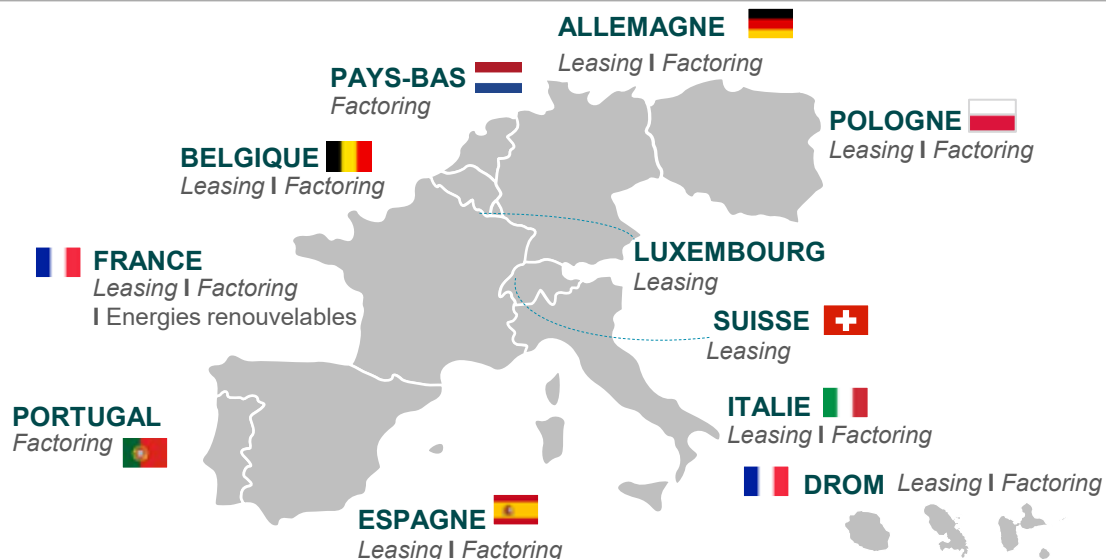 ALLEMAGNE
Leasing I Factoring
PAYS-BAS
Factoring
POLOGNE
Leasing I Factoring
BELGIQUE
Leasing I Factoring
FRANCE
Leasing I Factoring
I Energies renouvelables
LUXEMBOURG
Leasing
SUISSE
Leasing
ITALIE
Leasing I Factoring
PORTUGAL
Factoring
DROM Leasing I Factoring
ESPAGNE
Leasing I Factoring